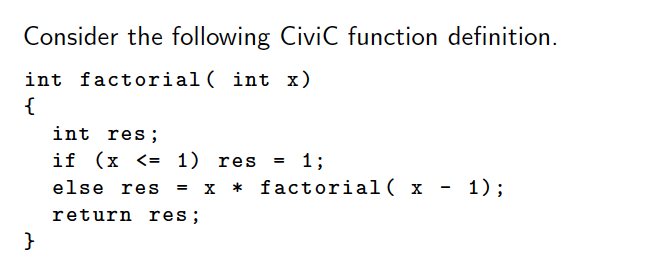 Consider the following CiviC function definition.
int factorial( int x)
{
  int res;
  if (x <= 1) res = 1;
  else res = x * factorial( x - 1);
  return res;
}